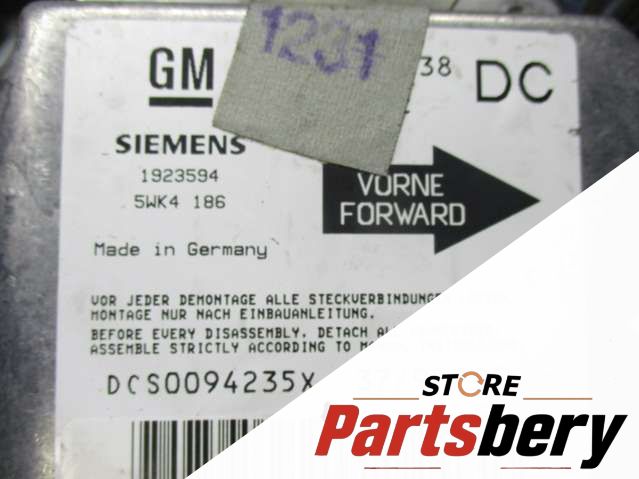 GM
1231
38
DC
SIEMENS
1923594
5WK4 186
VORNE
FORWARD
Made in Germany
VOR JEDER DEMONTAGE ALLE STECKVERBINDUNGEN
MONTAGE NUR NACH EINBAUANLEITUNG.
BEFORE EVERY DISASSEMBLY, DETACH
ASSEMBLE STRICTLY ACCORDING TO
DCS0094235X
STORE
Partsbery